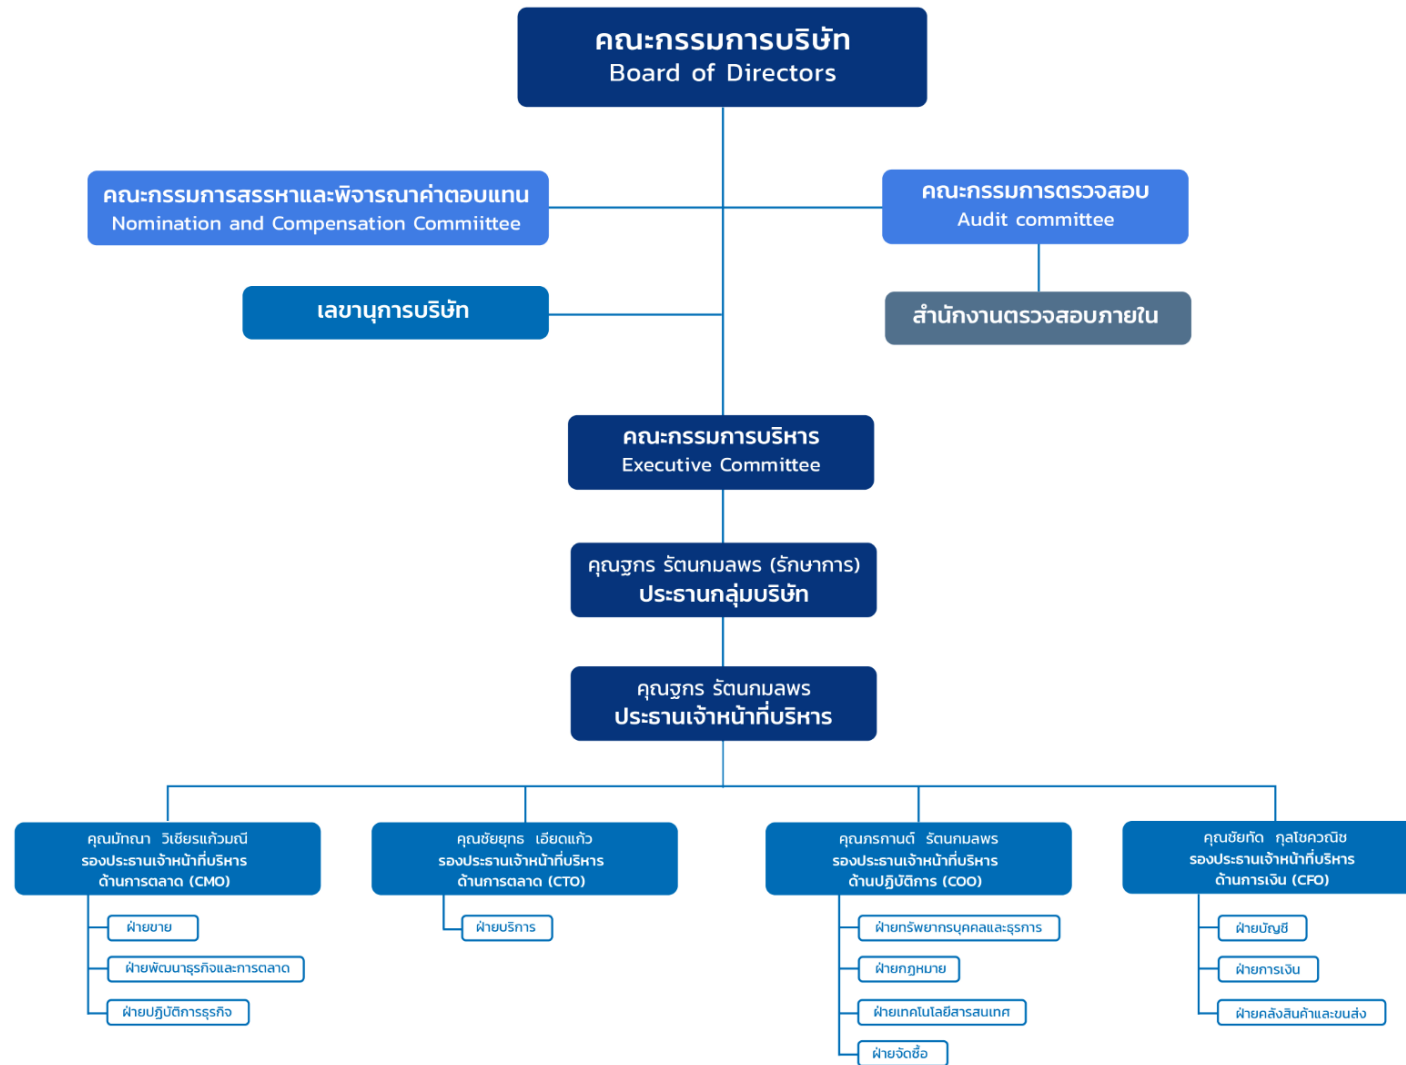 คณะกรรมการบริษัท
Board of Directors
คณะกรรมการสรรหาและพิจารณาค่าตอบแทน
Nomination and Compensation Commiittee
คณะกรรมการตรวจสอบ
Audit committee
เลขานุการบริษัท
สำนักงานตรวจสอบภายใน
คณะกรรมการบริหาร
Executive Committee
คุณฐกร รัตนกมลพร (รักษาการ)
ประธานกลุ่มบริษัท
คุณฐกร รัตนกมลพร
ประธานเจ้าหน้าที่บริหาร
คุณมัทณา วิเชียรแก้วมณี
รองประธานเจ้าหน้าที่บริหาร
ด้านการตลาด (CMO)
ฝ่ายขาย
ฝ่ายพัฒนาธุรกิจและการตลาด
ฝ่ายปฏิบัติการธุรกิจ
คุณชัยยุทธ เอียดแก้ว
รองประธานเจ้าหน้าที่บริหาร
ด้านการตลาด (CTO)
ฝ่ายบริการ
คุณภรกานต์ รัตนกมลพร
รองประธานเจ้าหน้าที่บริหาร
ด้านปฏิบัติการ (COO)
ฝ่ายทรัพยากรบุคคลและธุรการ
ฝ่ายกฎหมาย
ฝ่ายเทคโนโลยีสารสนเทศ
ฝ่ายจัดซื้อ
คุณชัยทัด กุลโชควณิช
รองประธานเจ้าหน้าที่บริหาร
ด้านการเงิน (CFO)
ฝ่ายบัญชี
ฝ่ายการเงิน
ฝ่ายคลังสินค้าและขนส่ง